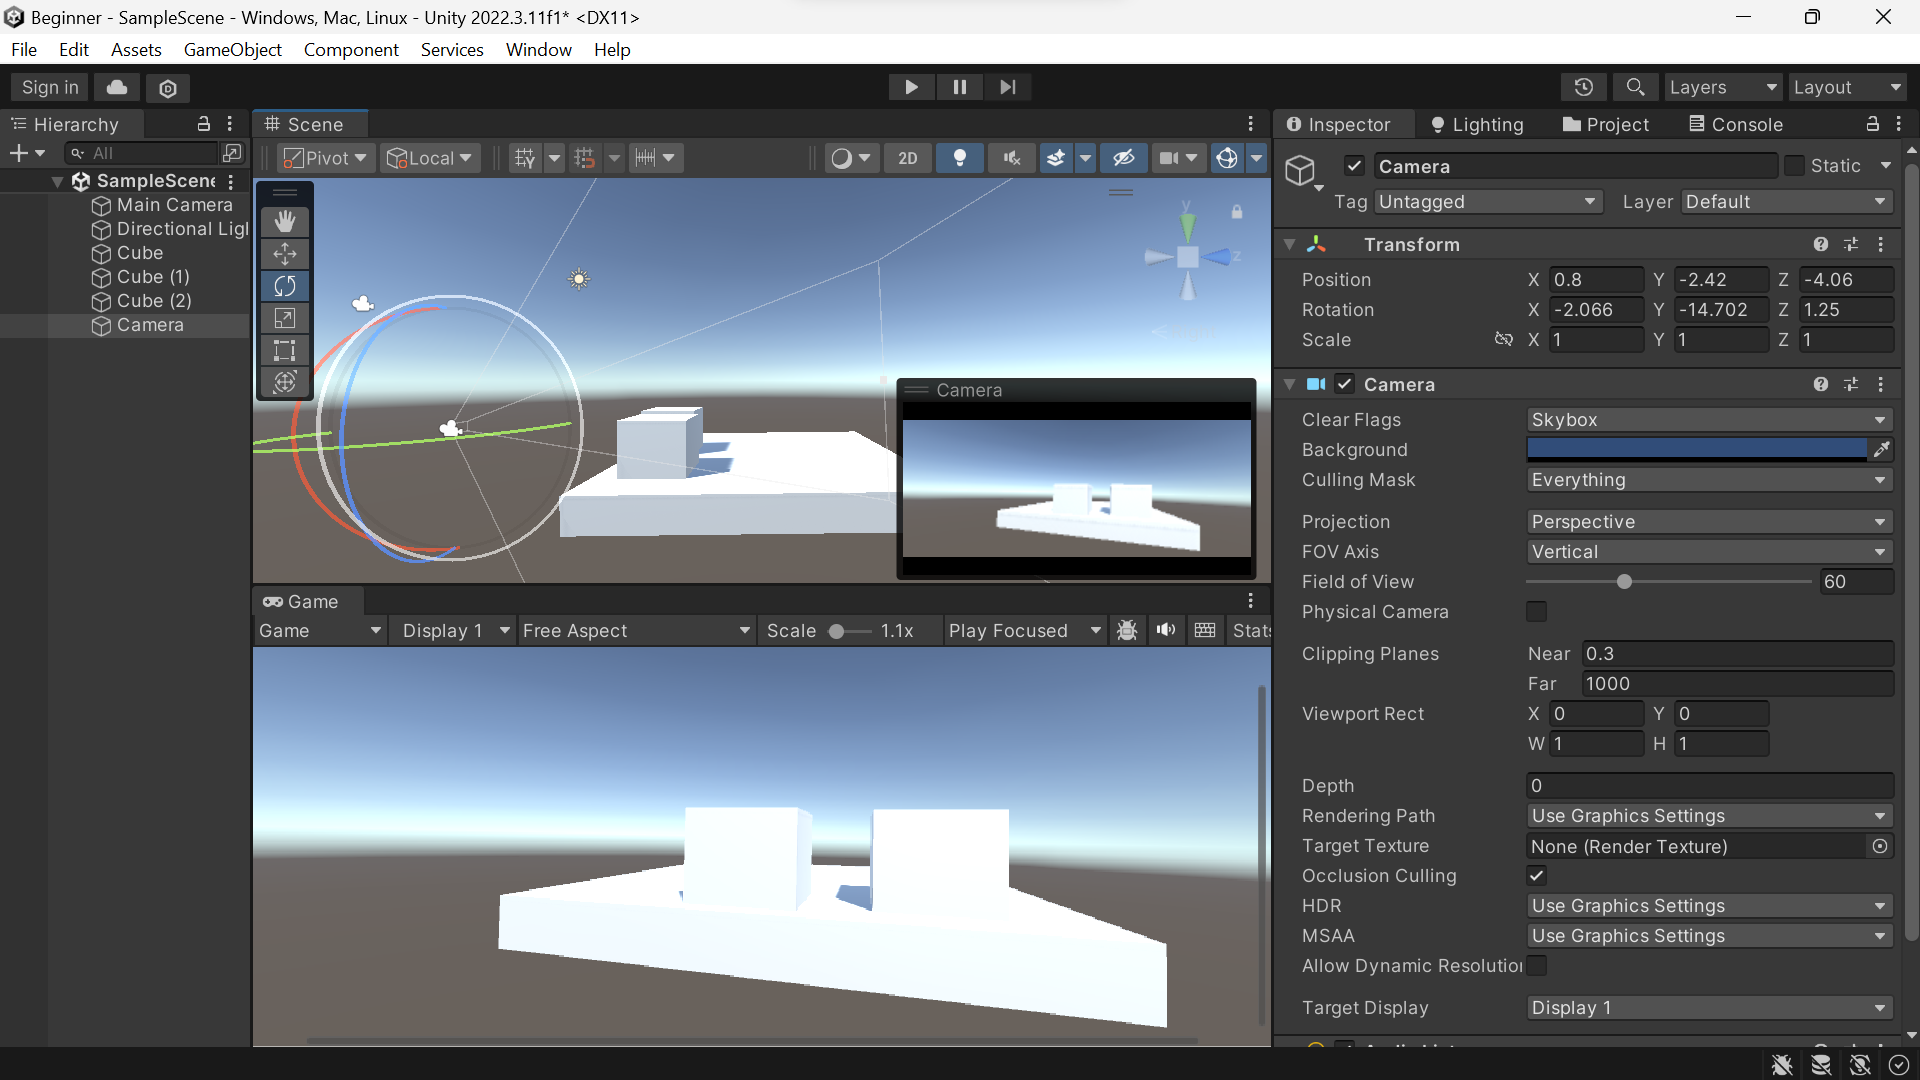 Beginner - SampleScene - Windows, Mac, Linux - Unity 2022.3.11f1* <DX11>
File Edit Assets GameObject Component Services Window Help
Sign in
Layers
Layout
Hierarchy
All
SampleScene
Main Camera
Directional Ligl
Cube
Cube (1)
Cube (2)
Camera
Scene
Pivot
Local
2D
y
z
Camera
Game
Game
Display 1
Free Aspect
Scale 1.1x
Play Focused
Stats
Inspector
Lighting
Project
Console
Camera
Static
Tag Untagged
Layer Default
Transform
Position X 0.8 Y -2.42 Z -4.06
Rotation X -2.066 Y -14.702 Z 1.25
Scale X 1 Y 1 Z 1
Camera
Clear Flags Skybox
Background
Culling Mask Everything
Projection Perspective
FOV Axis Vertical
Field of View 60
Physical Camera
Clipping Planes Near 0.3
Far 1000
Viewport Rect X 0 Y 0
W 1 H 1
Depth 0
Rendering Path Use Graphics Settings
Target Texture None (Render Texture)
Occlusion Culling
HDR Use Graphics Settings
MSAA Use Graphics Settings
Allow Dynamic Resolution
Target Display Display 1